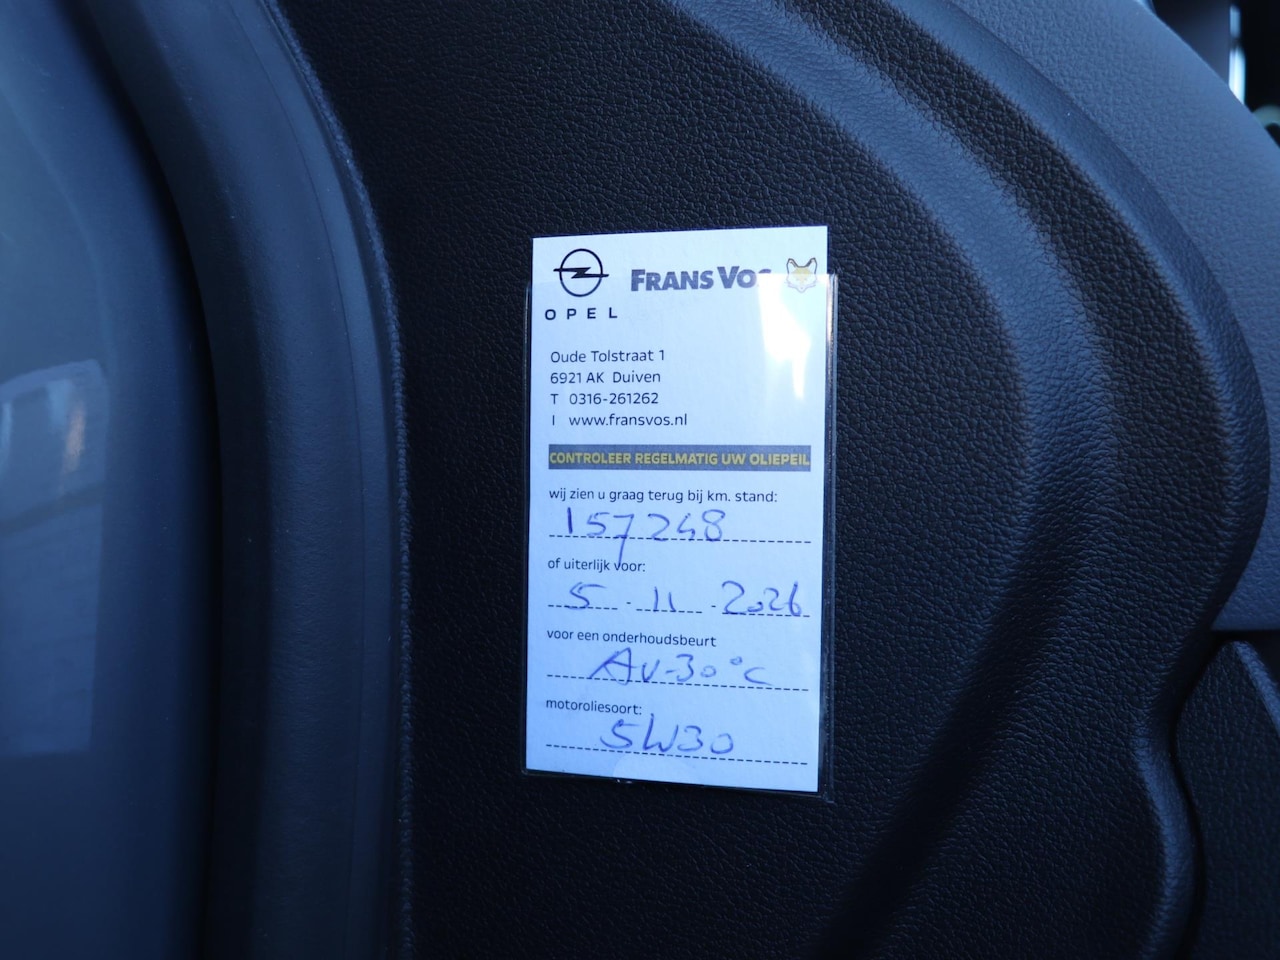 OPEL
FRANS VOS
Oude Tolstraat 1
6921 AK Duiven
T 0316-261262
I www.fransvos.nl
CONTROLEER REGELMATIG UW OLIEPEIL
wij zien u graag terug bij km. stand:
157248
of uiterlijk voor:
5 - 11 - 2026
voor een onderhoudsbeurt
AV-30°C
motoroliesoort:
5W30